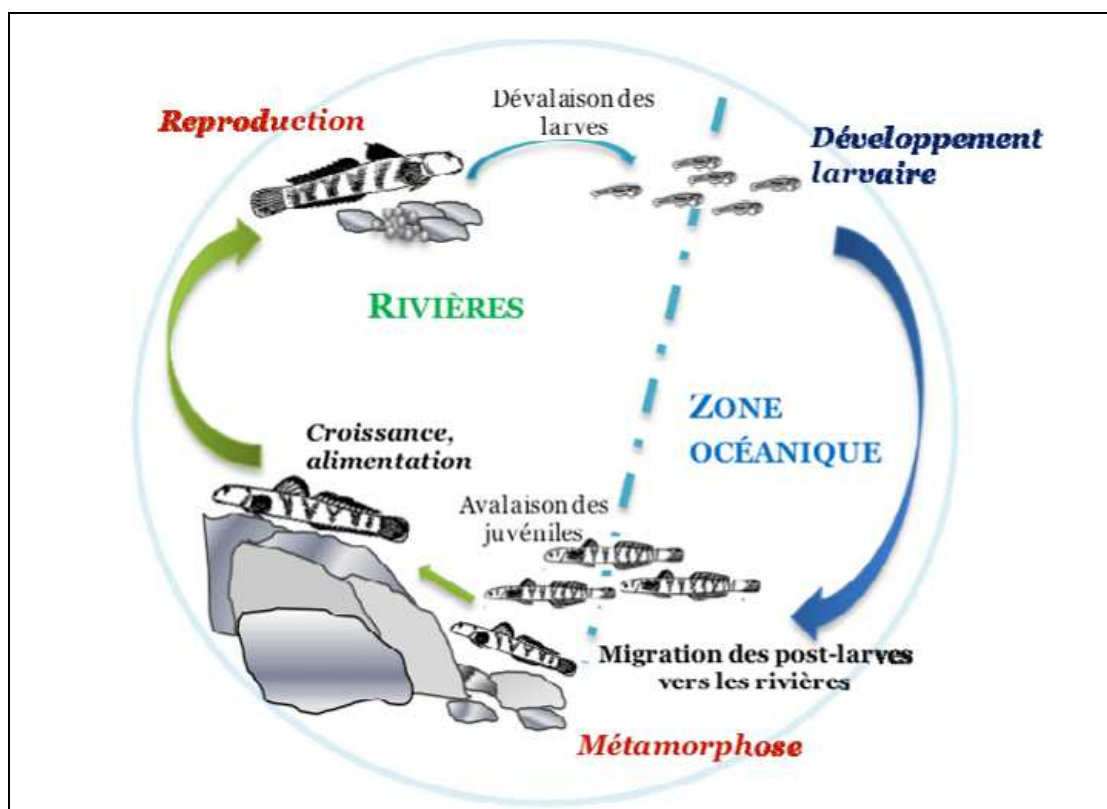 Reproduction
Dévalaison des
larves
Développement
larvaire
RIVIÈRES
ZONE
OCÉANIQUE
Croissance,
alimentation
Avalaison des
juvéniles
Migration des post-larves
vers les rivières
Métamorphose